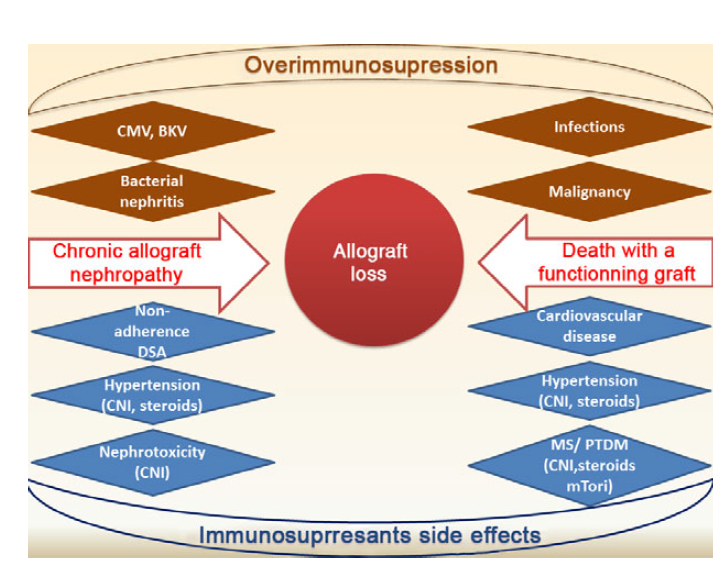 Overimmunosupression
CMV, BKV
Bacterial
nephritis
Infections
Malignancy
Chronic allograft
nephropathy
Allograft
loss
Death with a
functionning graft
Non-
adherence
DSA
Hypertension
(CNI, steroids)
Nephrotoxicity
(CNI)
Cardiovascular
disease
Hypertension
(CNI, steroids)
MS/ PTDM
(CNI,steroids
mTori)
Immunosuprresants side effects